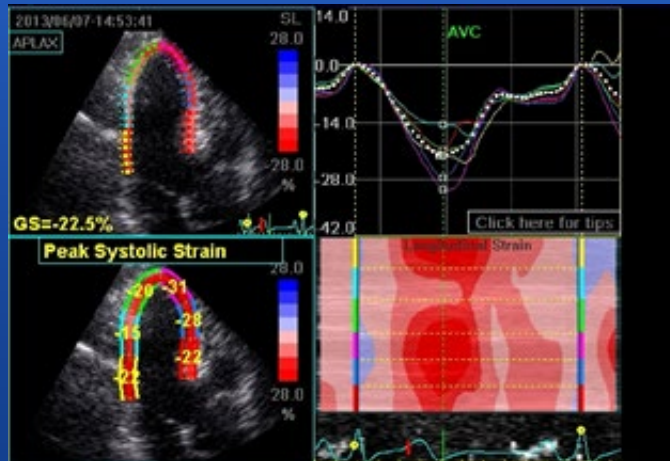 2013/06/07-14:53:41
SL
APLAX
28.0
-28.0
%
GS=-22.5%
14.0
AVC
0.0
-14.0
-28.0
-42.0
Click here for tips
Peak Systolic Strain
28.0
-20
-31
-15
-28
-22
-22
-28.0
%
Longitudinal Strain